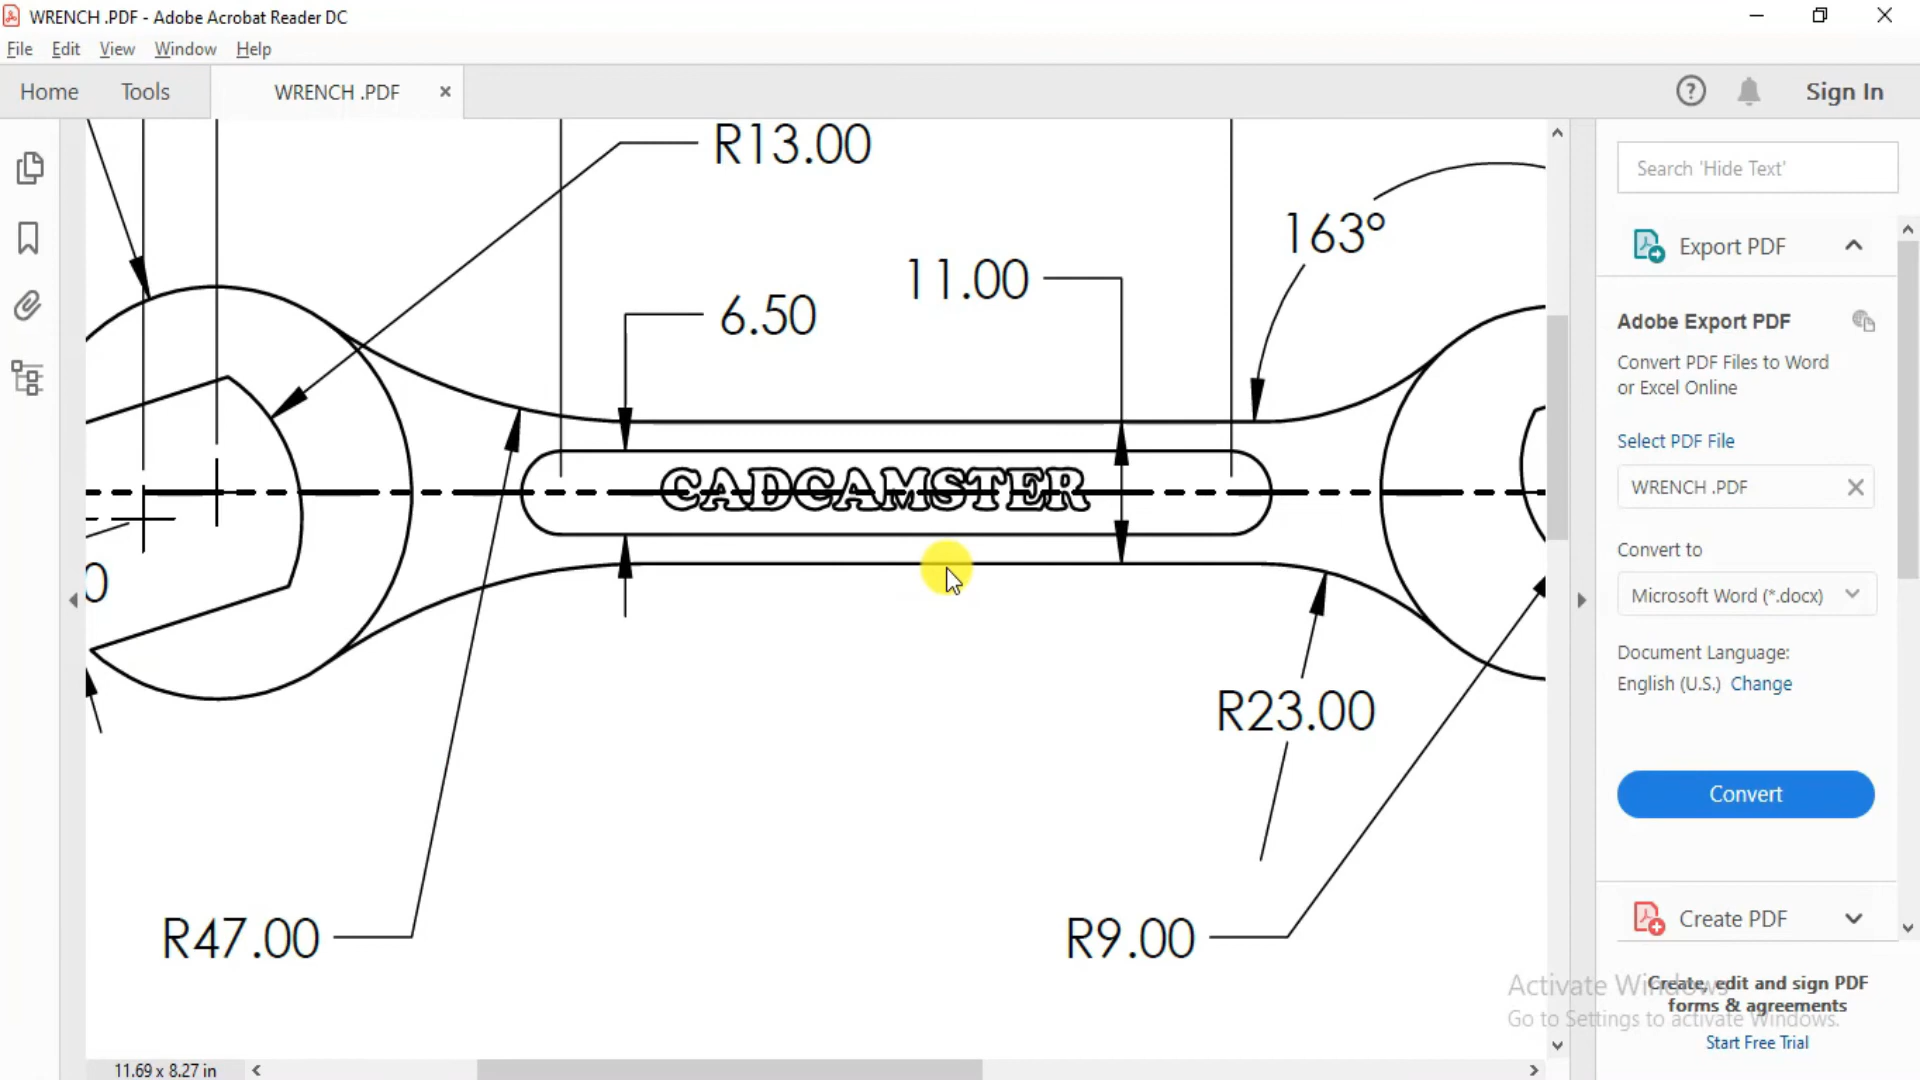 WRENCH .PDF - Adobe Acrobat Reader DC
File Edit View Window Help
Home Tools WRENCH .PDF × Sign In
R13.00
163°
11.00
6.50
CADCAMSTER
0
R23.00
R47.00
R9.00
11.69 x 8.27 in
Search 'Hide Text'
Export PDF
Adobe Export PDF
Convert PDF Files to Word
or Excel Online
Select PDF File
WRENCH .PDF
Convert to
Microsoft Word (*.docx)
Document Language:
English (U.S.) Change
Convert
Create PDF
Create, edit and sign PDF
forms & agreements
Start Free Trial
Activate Windows
Go to Settings to activate Windows.